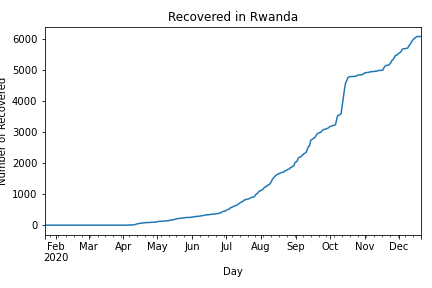 Recovered in Rwanda
Number of Recovered
6000
5000
4000
3000
2000
1000
0
Feb Mar Apr May Jun Jul Aug Sep Oct Nov Dec
2020
Day